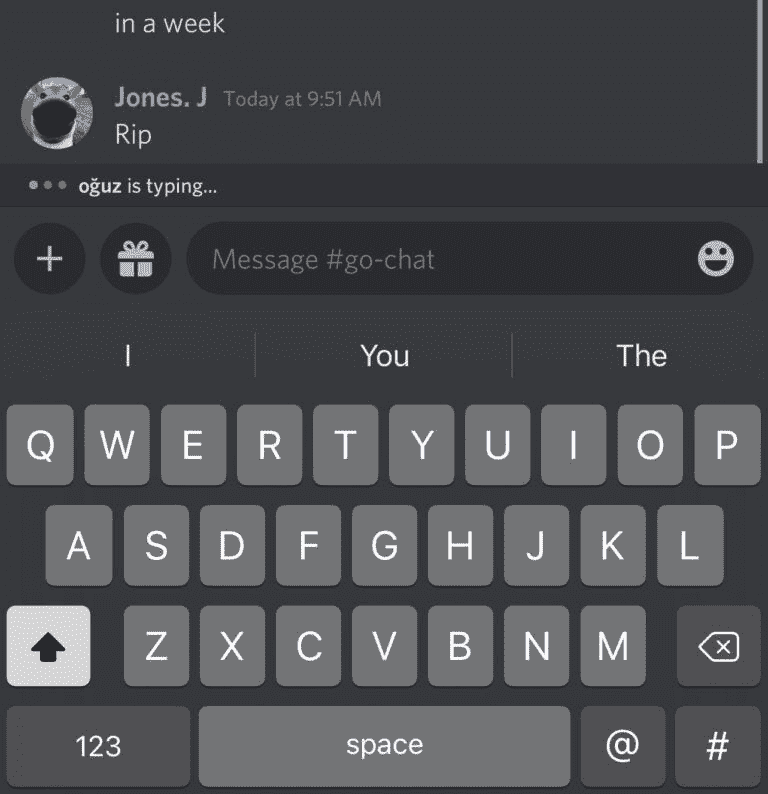 in a week
Jones. J Today at 9:51 AM
Rip
oğuz is typing...
Message #go-chat
I You The
Q W E R T Y U I O P
A S D F G H J K L
Z X C V B N M
123 space @ #